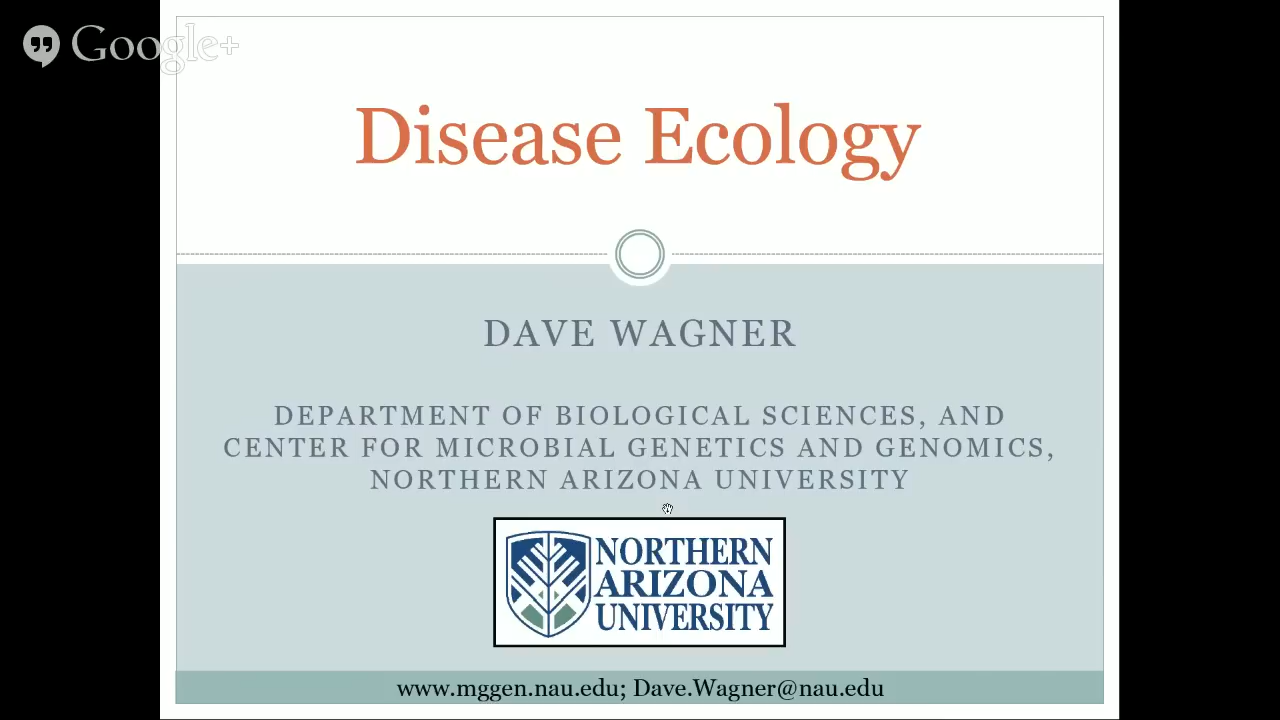 Google+
Disease Ecology
DAVE WAGNER
DEPARTMENT OF BIOLOGICAL SCIENCES, AND
CENTER FOR MICROBIAL GENETICS AND GENOMICS,
NORTHERN ARIZONA UNIVERSITY
NORTHERN
ARIZONA
UNIVERSITY
www.mggen.nau.edu; Dave.Wagner@nau.edu